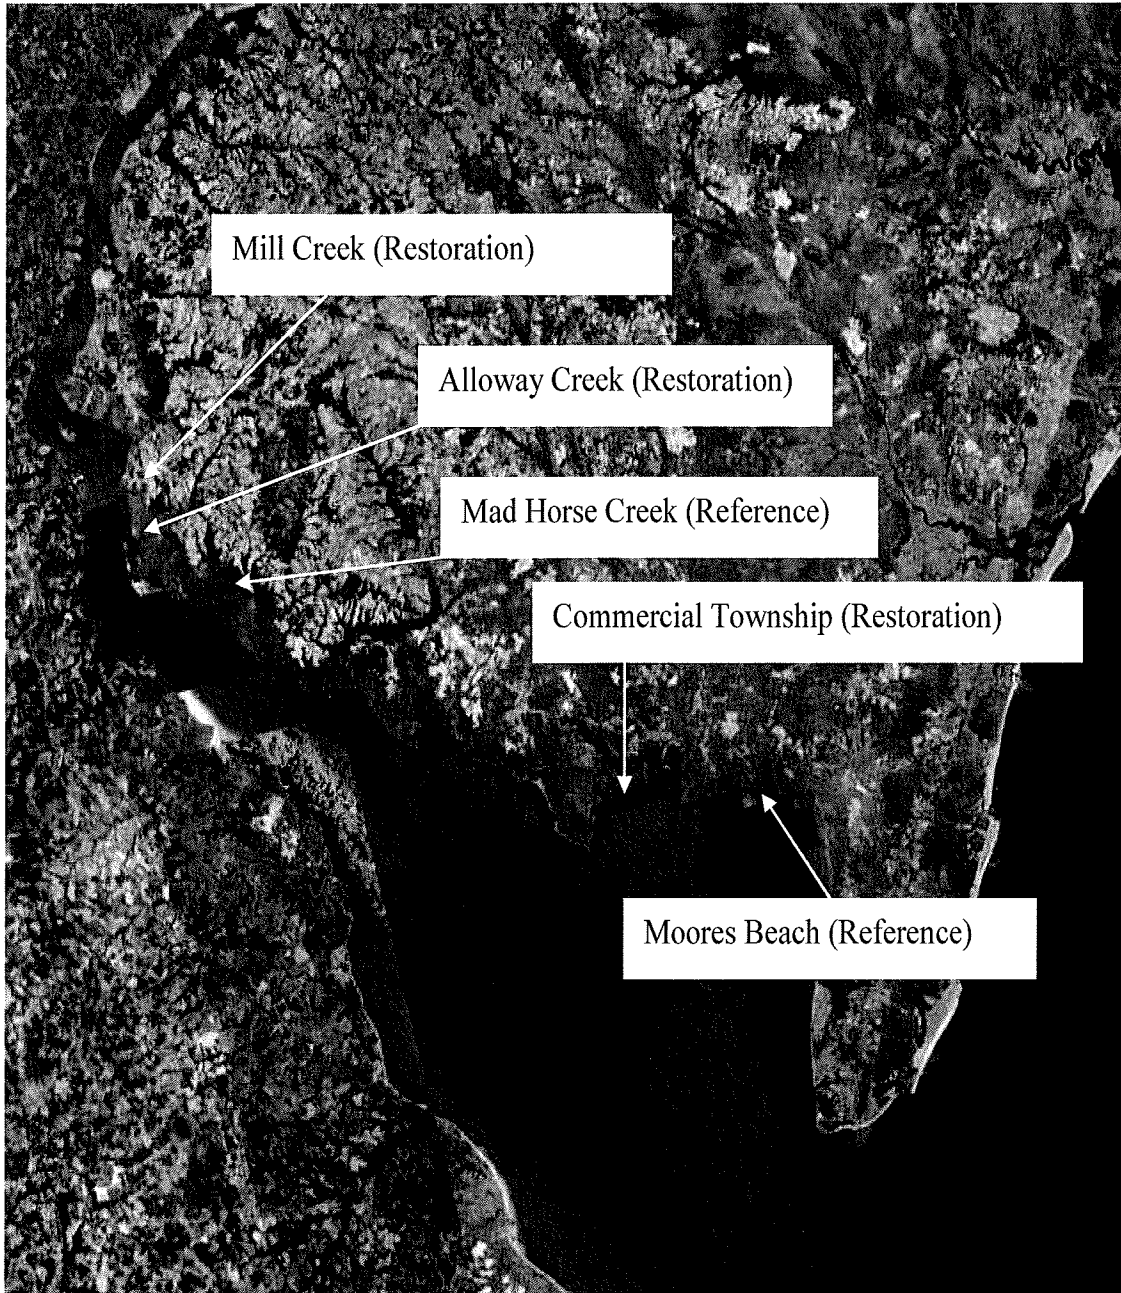 Mill Creek (Restoration)
Alloway Creek (Restoration)
Mad Horse Creek (Reference)
Commercial Township (Restoration)
Moores Beach (Reference)